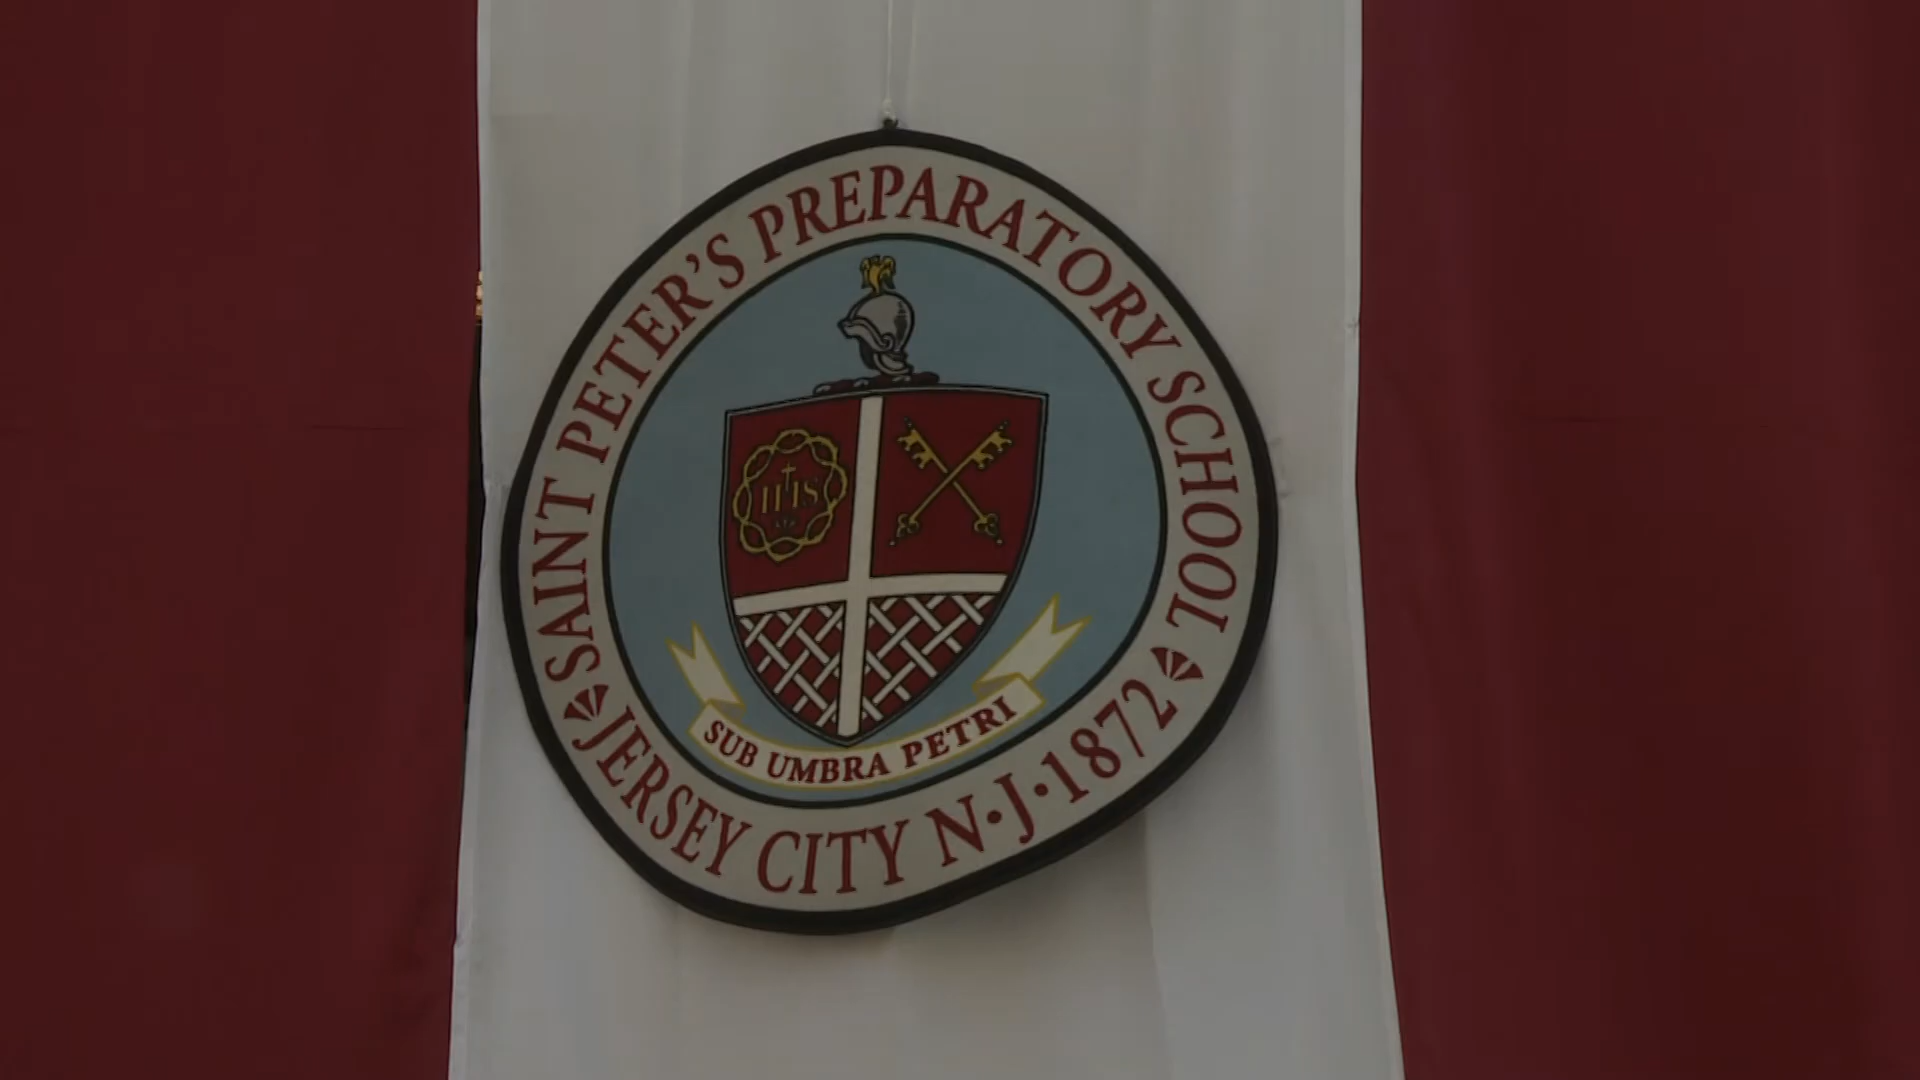 SAINT PETER'S PREPARATORY SCHOOL
IHS
SUB UMBRA PETRI
JERSEY CITY N·J·1872